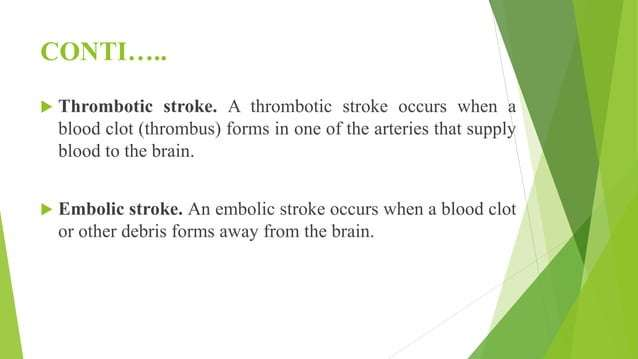 CONTI…..
Thrombotic stroke. A thrombotic stroke occurs when a
blood clot (thrombus) forms in one of the arteries that supply
blood to the brain.
Embolic stroke. An embolic stroke occurs when a blood clot
or other debris forms away from the brain.